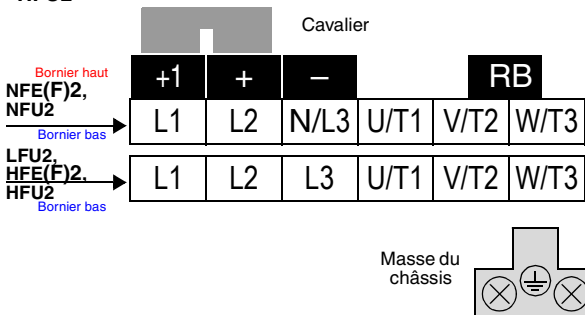 HFU2
Cavalier
Bornier haut
+1 + – RB
NFE(F)2,
NFU2
L1 L2 N/L3 U/T1 V/T2 W/T3
Bornier bas
LFU2,
HFE(F)2,
HFU2
L1 L2 L3 U/T1 V/T2 W/T3
Bornier bas
Masse du
châssis